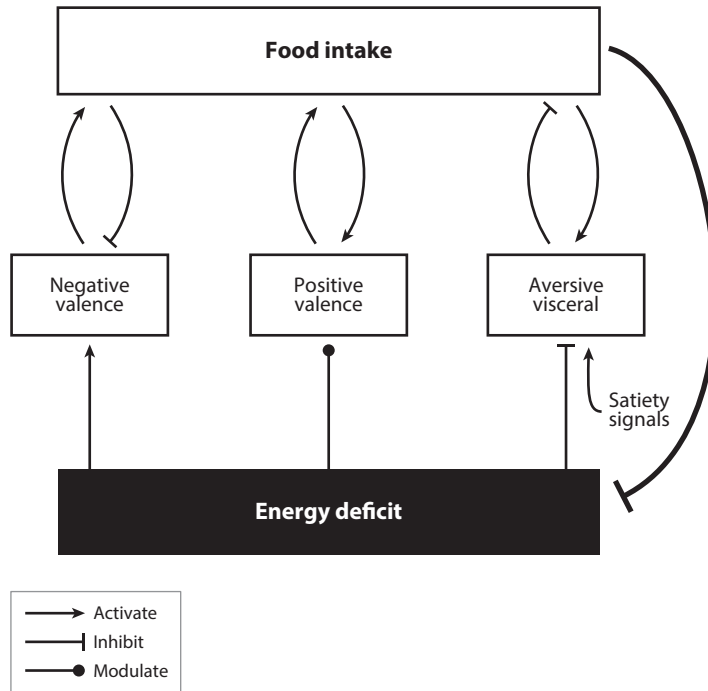 Food intake
Negative
valence
Positive
valence
Aversive
visceral
Satiety
signals
Energy deficit
Activate
Inhibit
Modulate